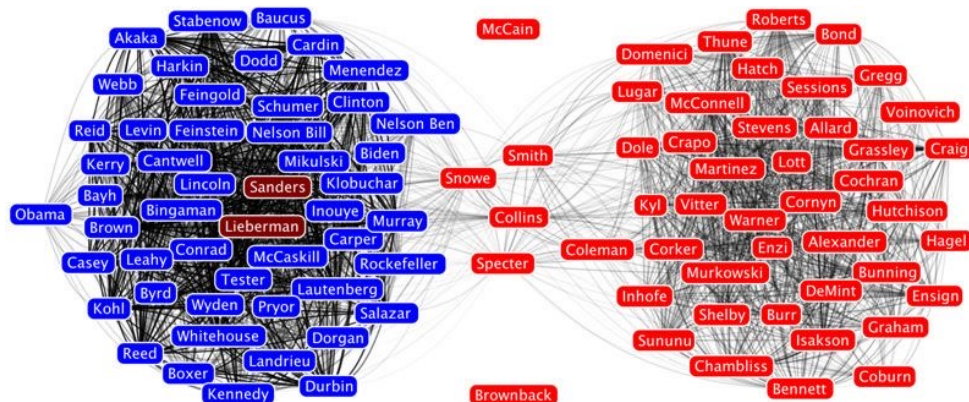 Stabenow
Baucus
Akaka
Cardin
Harkin
Dodd
Menendez
Webb
Feingold
Schumer
Clinton
Nelson Ben
Reid
Levin
Feinstein
Nelson Bill
Kerry
Cantwell
Mikulski
Biden
Bayh
Lincoln
Sanders
Klobuchar
Obama
Bingaman
Inouye
Brown
Lieberman
Murray
Carper
Casey
Leahy
Conrad
McCaskill
Rockefeller
Tester
Kohl
Byrd
Wyden
Pryor
Lautenberg
Salazar
Whitehouse
Dorgan
Reed
Landrieu
Boxer
Kennedy
Durbin
McCain
Smith
Snowe
Collins
Specter
Brownback
Roberts
Thune
Bond
Domenici
Hatch
Gregg
Lugar
McConnell
Sessions
Voinovich
Stevens
Allard
Dole
Crapo
Grassley
Craig
Martinez
Lott
Cochran
Kyl
Vitter
Cornyn
Hutchison
Warner
Coleman
Corker
Enzi
Alexander
Hagel
Murkowski
Bunning
Inhofe
DeMint
Ensign
Shelby
Burr
Graham
Sununu
Isakson
Chambliss
Coburn
Bennett